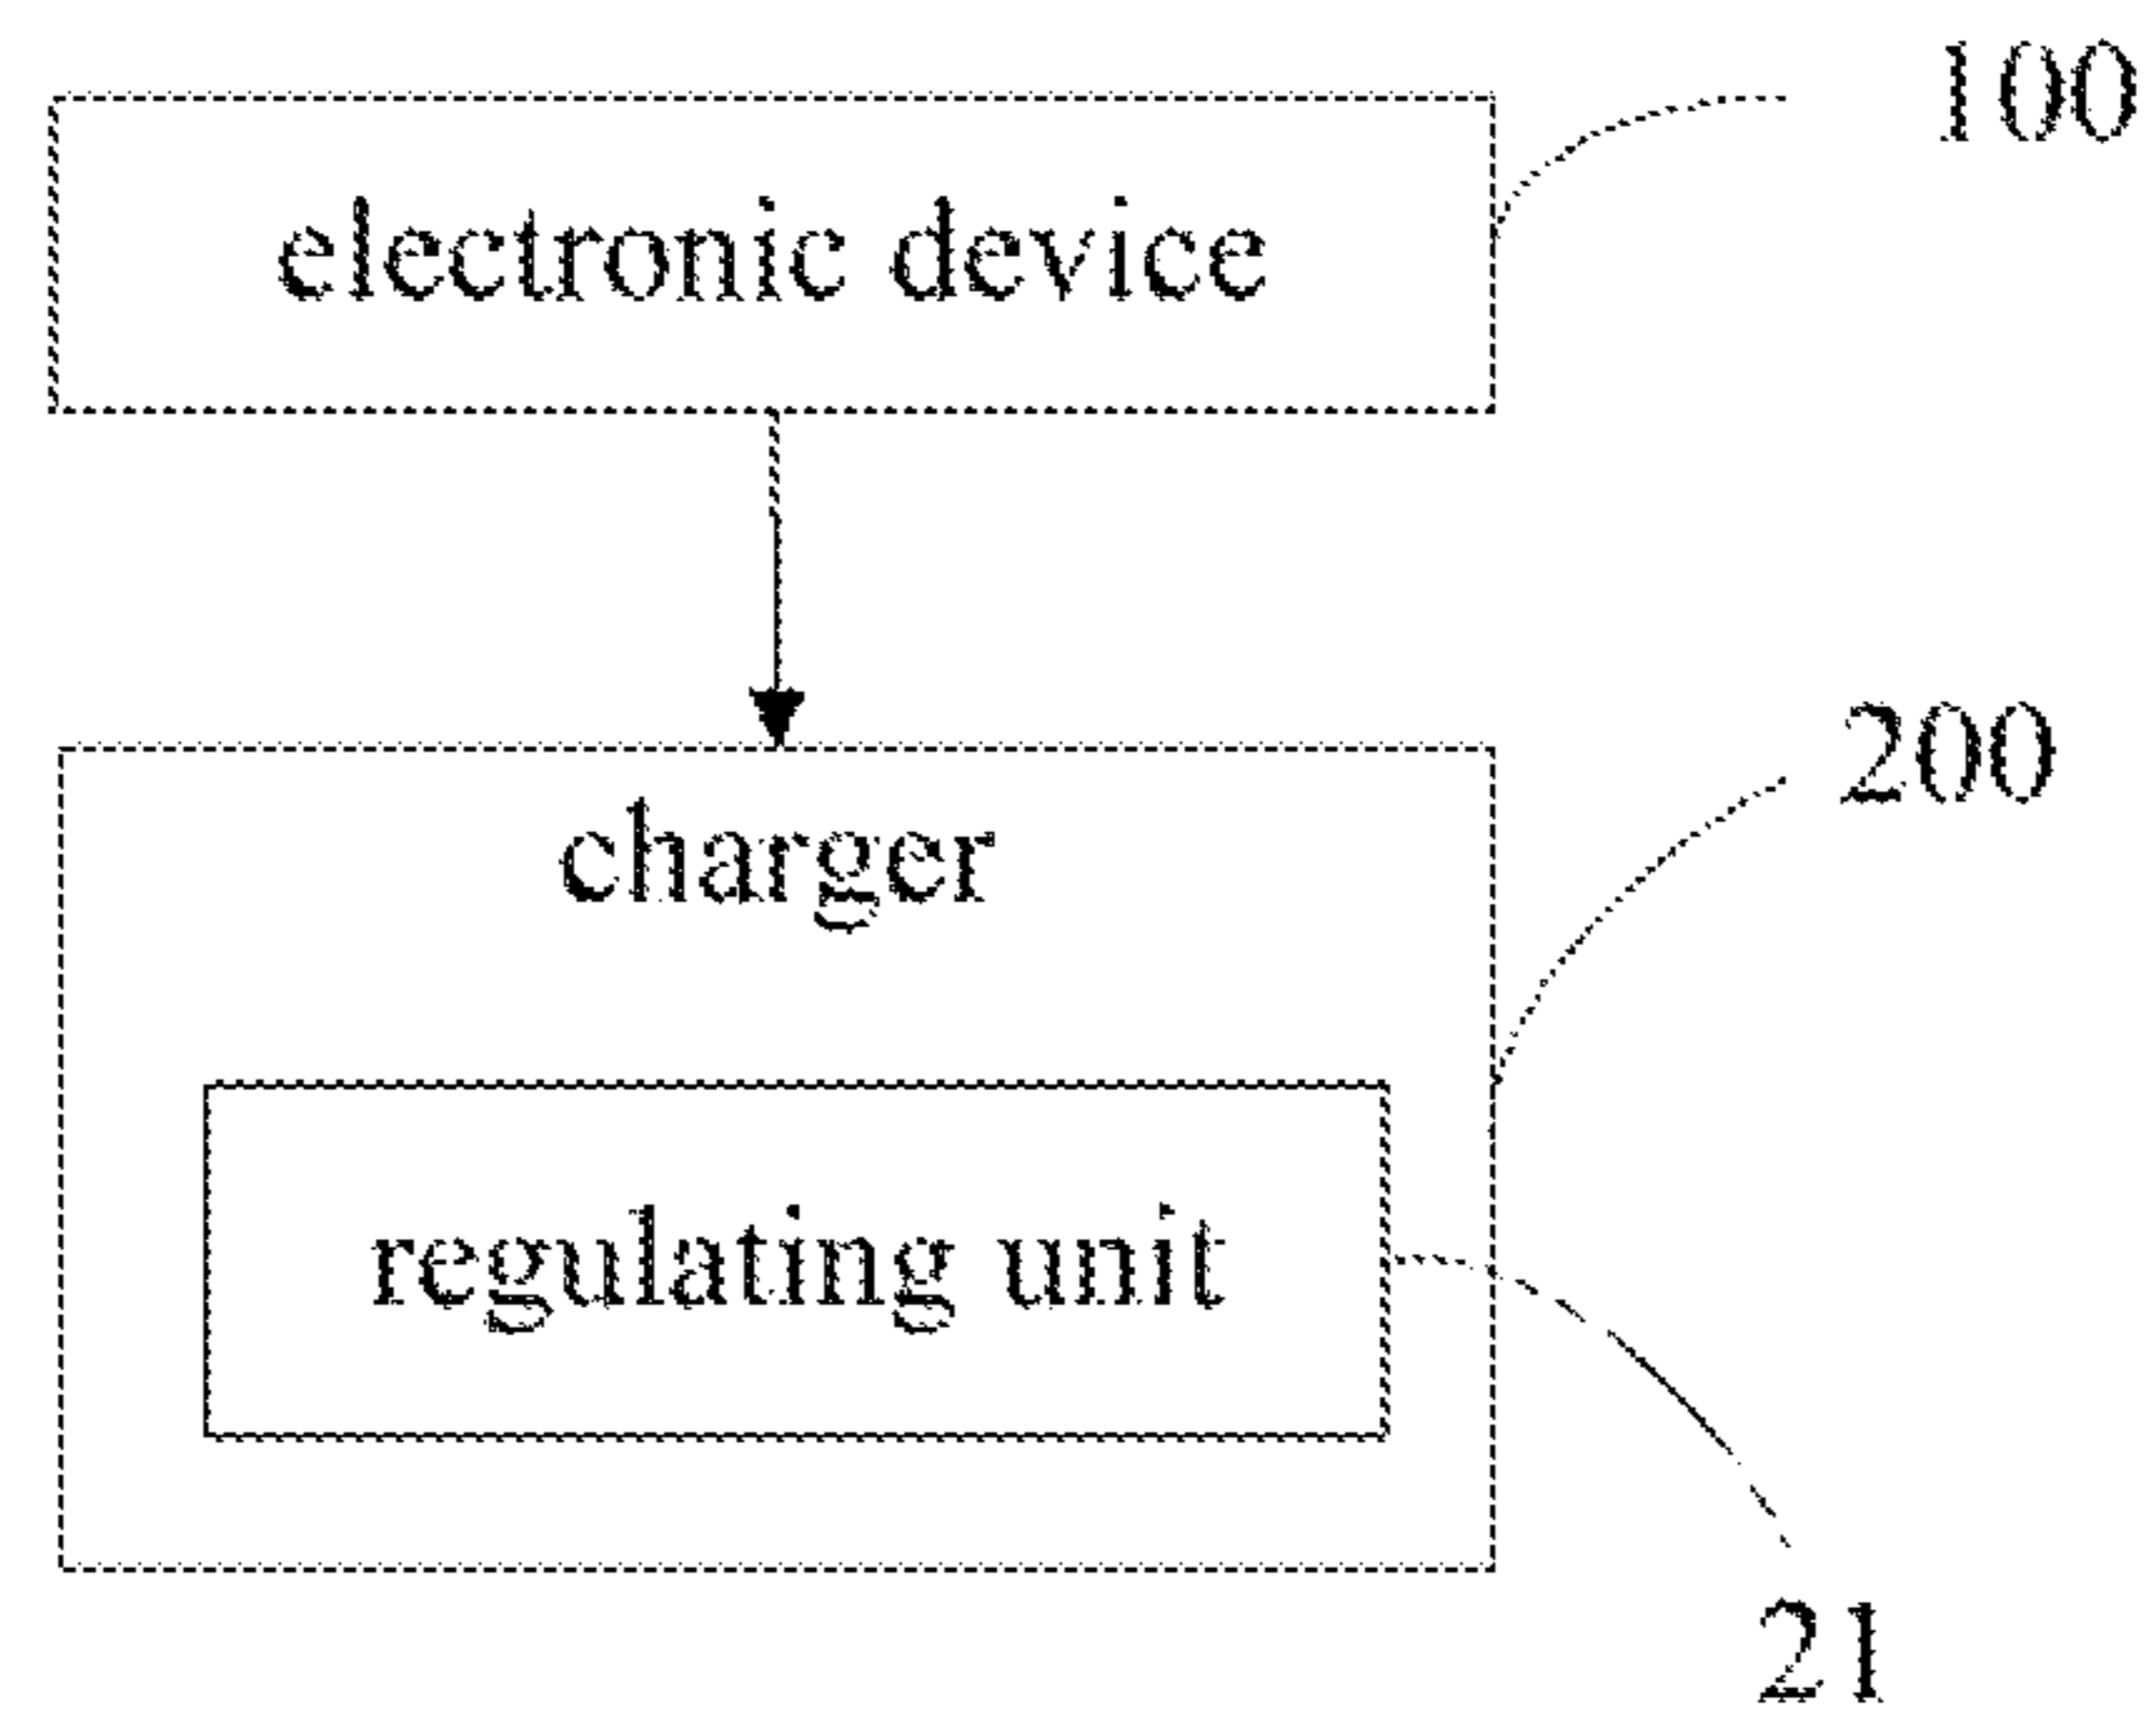 100
electronic device
200
charger
regulating unit
21